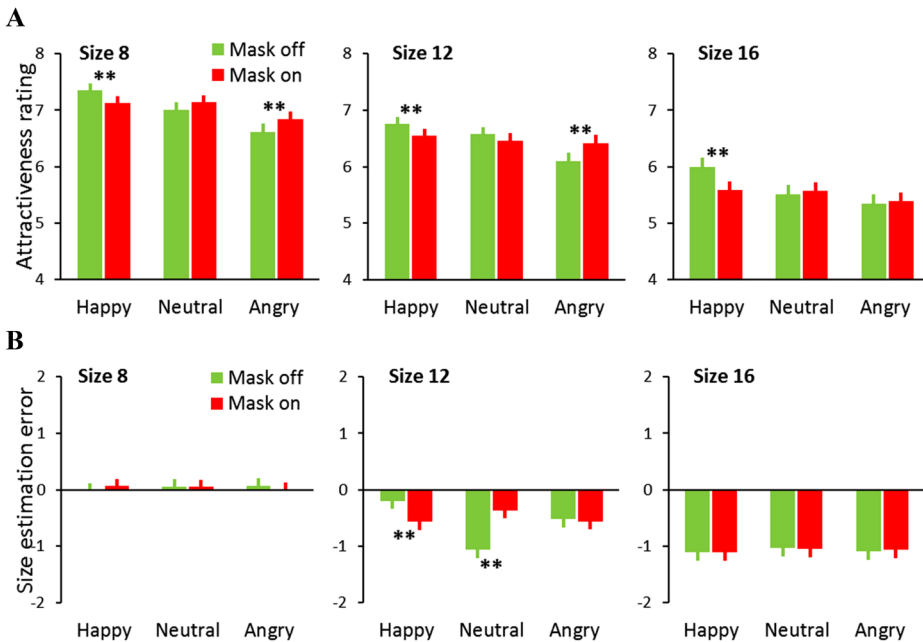 A
Attractiveness rating
8
7
6
5
4
Size 8
Mask off
Mask on
**
**
Happy Neutral Angry
8
7
6
5
4
Size 12
**
**
Happy Neutral Angry
8
7
6
5
4
Size 16
**
Happy Neutral Angry
B
Size estimation error
2
1
0
-1
-2
Size 8
Mask off
Mask on
Happy Neutral Angry
2
1
0
-1
-2
Size 12
**
**
Happy Neutral Angry
2
1
0
-1
-2
Size 16
Happy Neutral Angry